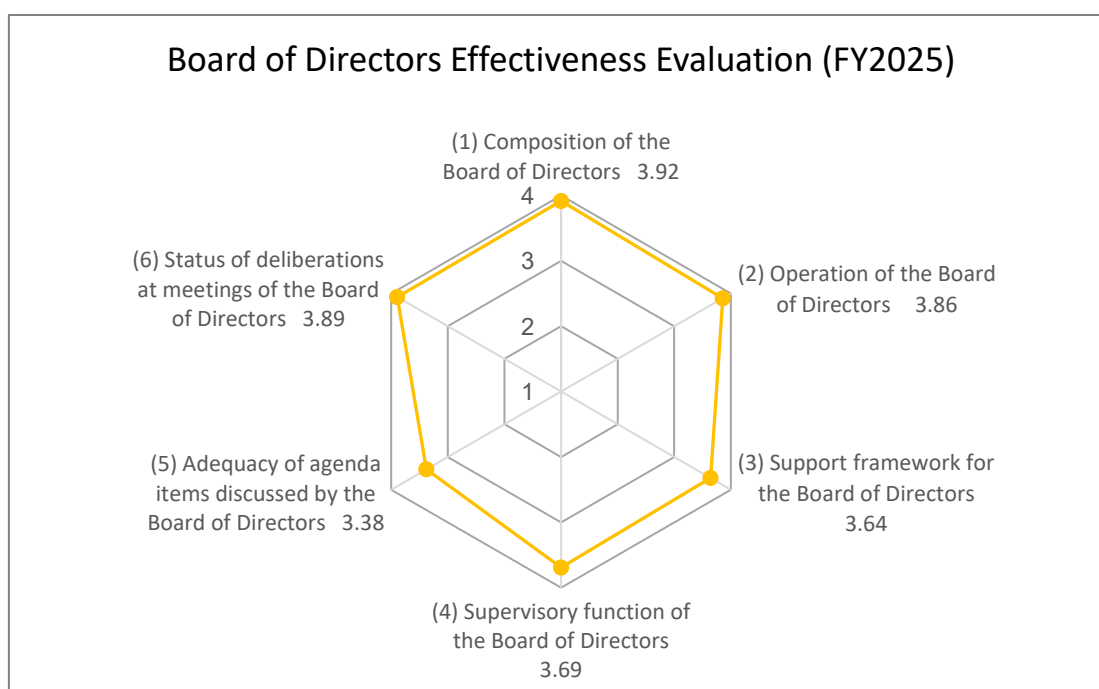 Board of Directors Effectiveness Evaluation (FY2025)
(1) Composition of the
Board of Directors 3.92
4
3
2
1
(2) Operation of the Board
of Directors 3.86
(3) Support framework for
the Board of Directors
3.64
(4) Supervisory function of
the Board of Directors
3.69
(5) Adequacy of agenda
items discussed by the
Board of Directors 3.38
(6) Status of deliberations
at meetings of the Board
of Directors 3.89